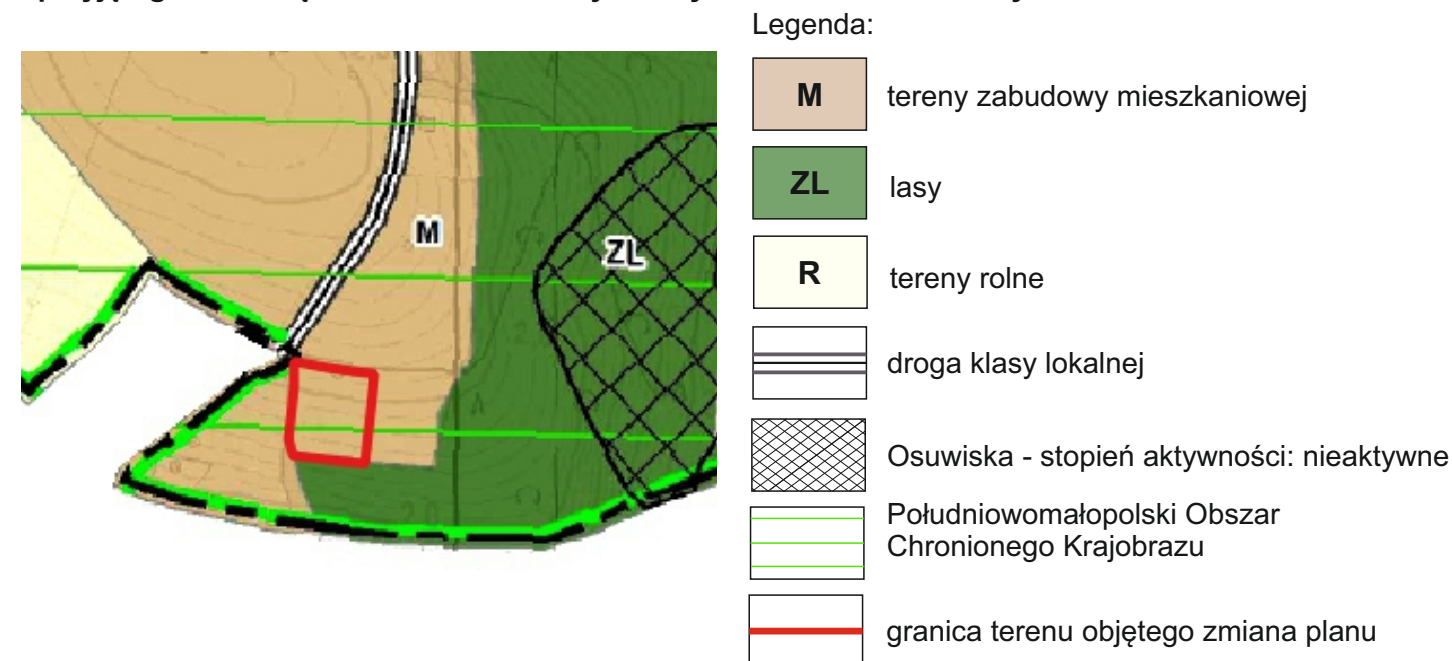 Legenda:
M tereny zabudowy mieszkaniowej
ZL lasy
R tereny rolne
droga klasy lokalnej
Osuwiska - stopień aktywności: nieaktywne
Południowomałopolski Obszar
Chronionego Krajobrazu
granica terenu objętego zmiana planu
M
ZL